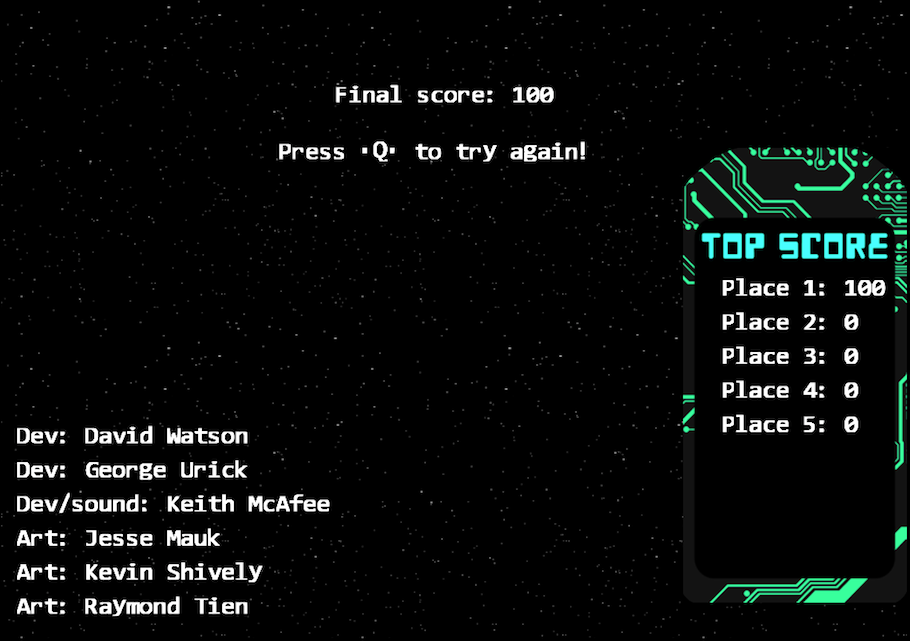 Final score: 100
Press 'Q' to try again!
TOP SCORE
Place 1: 100
Place 2: 0
Place 3: 0
Place 4: 0
Place 5: 0
Dev: David Watson
Dev: George Urick
Dev/sound: Keith McAfee
Art: Jesse Mauk
Art: Kevin Shively
Art: Raymond Tien